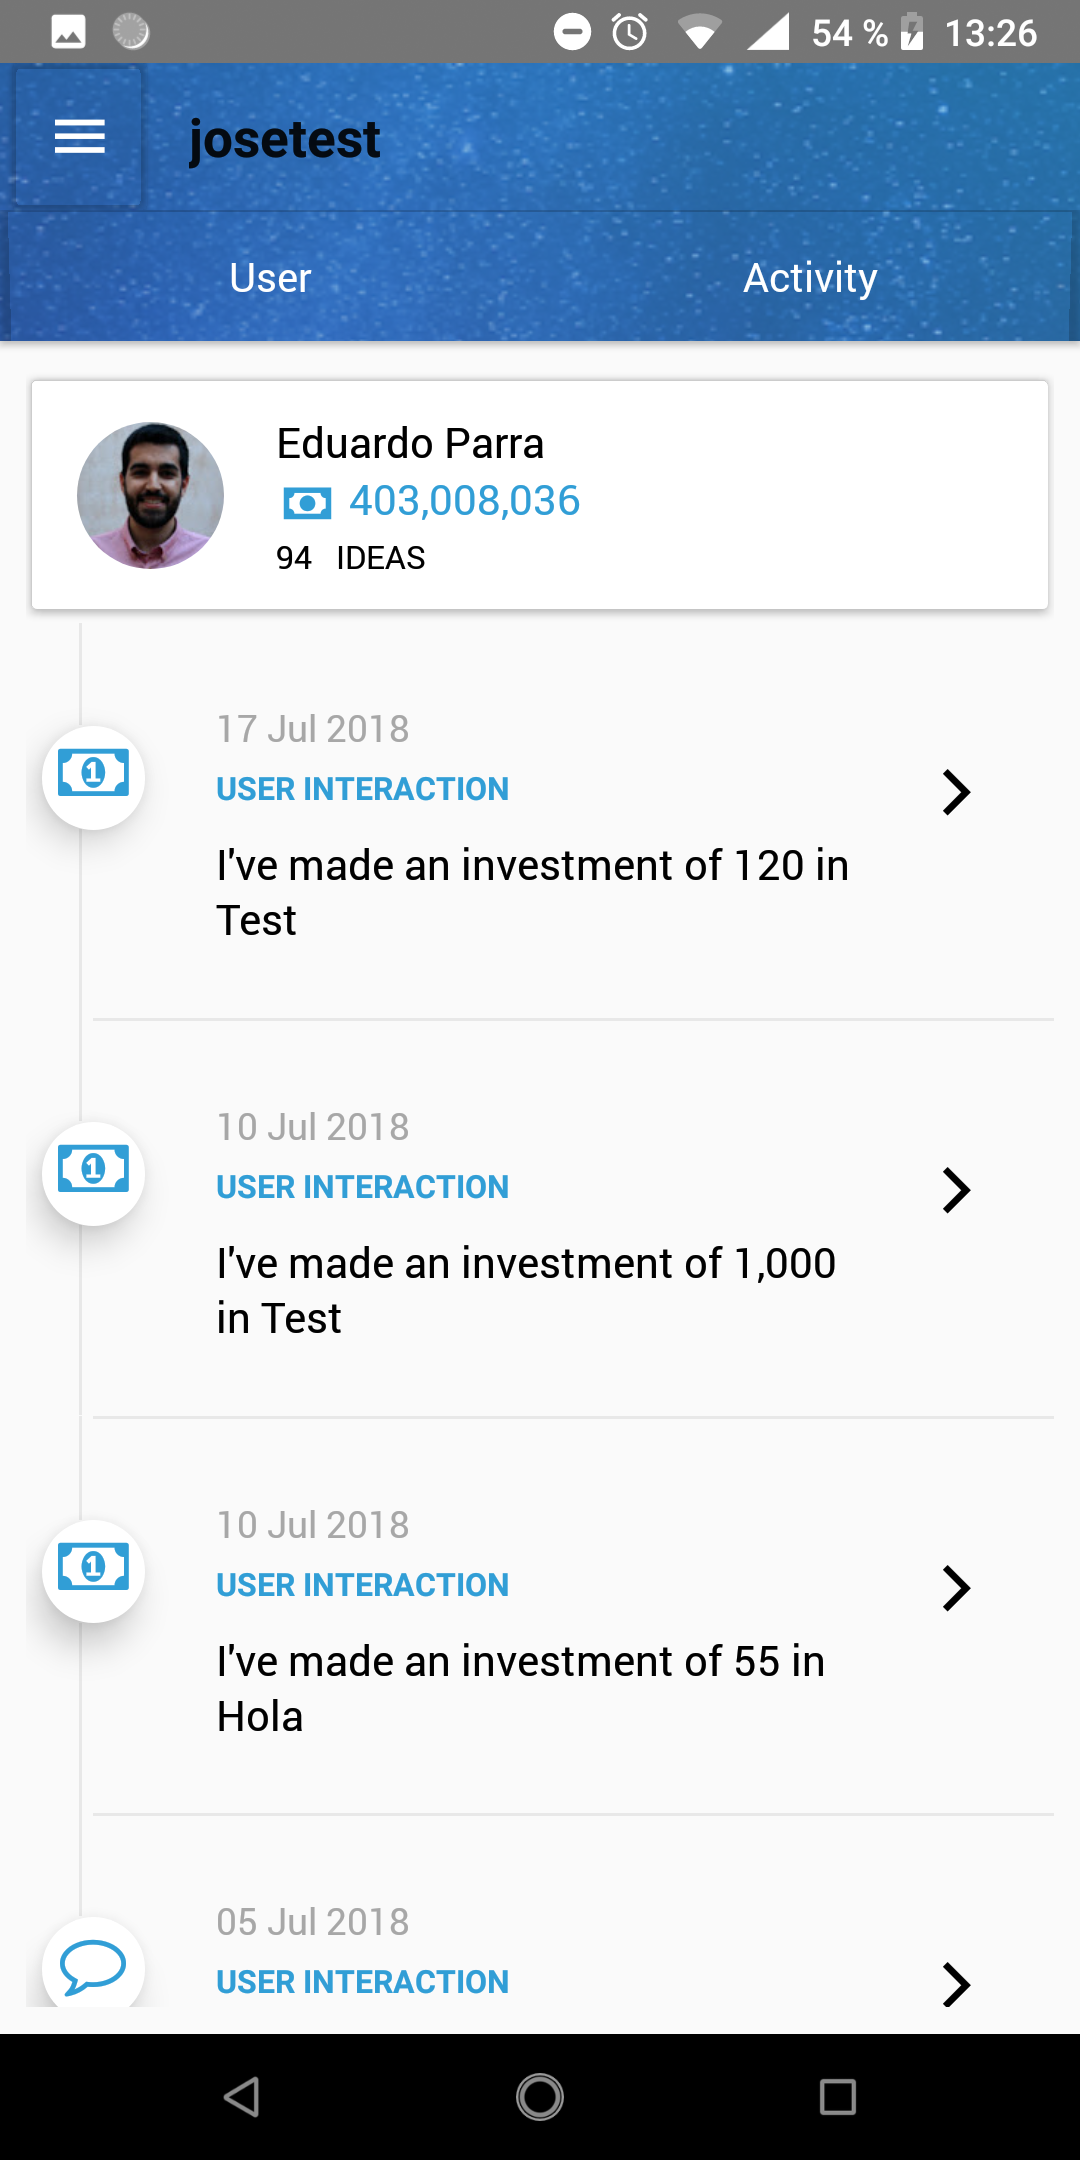 54 % 13:26
josetest
User Activity
Eduardo Parra
403,008,036
94 IDEAS
17 Jul 2018
USER INTERACTION
I've made an investment of 120 in
Test
10 Jul 2018
USER INTERACTION
I've made an investment of 1,000
in Test
10 Jul 2018
USER INTERACTION
I've made an investment of 55 in
Hola
05 Jul 2018
USER INTERACTION